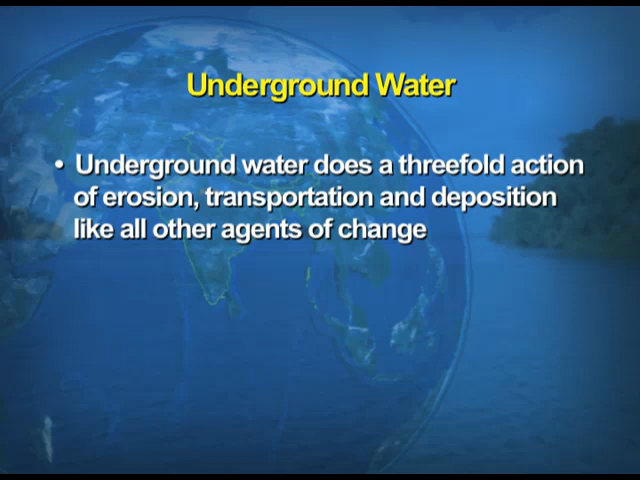 Underground Water
• Underground water does a threefold action
of erosion, transportation and deposition
like all other agents of change